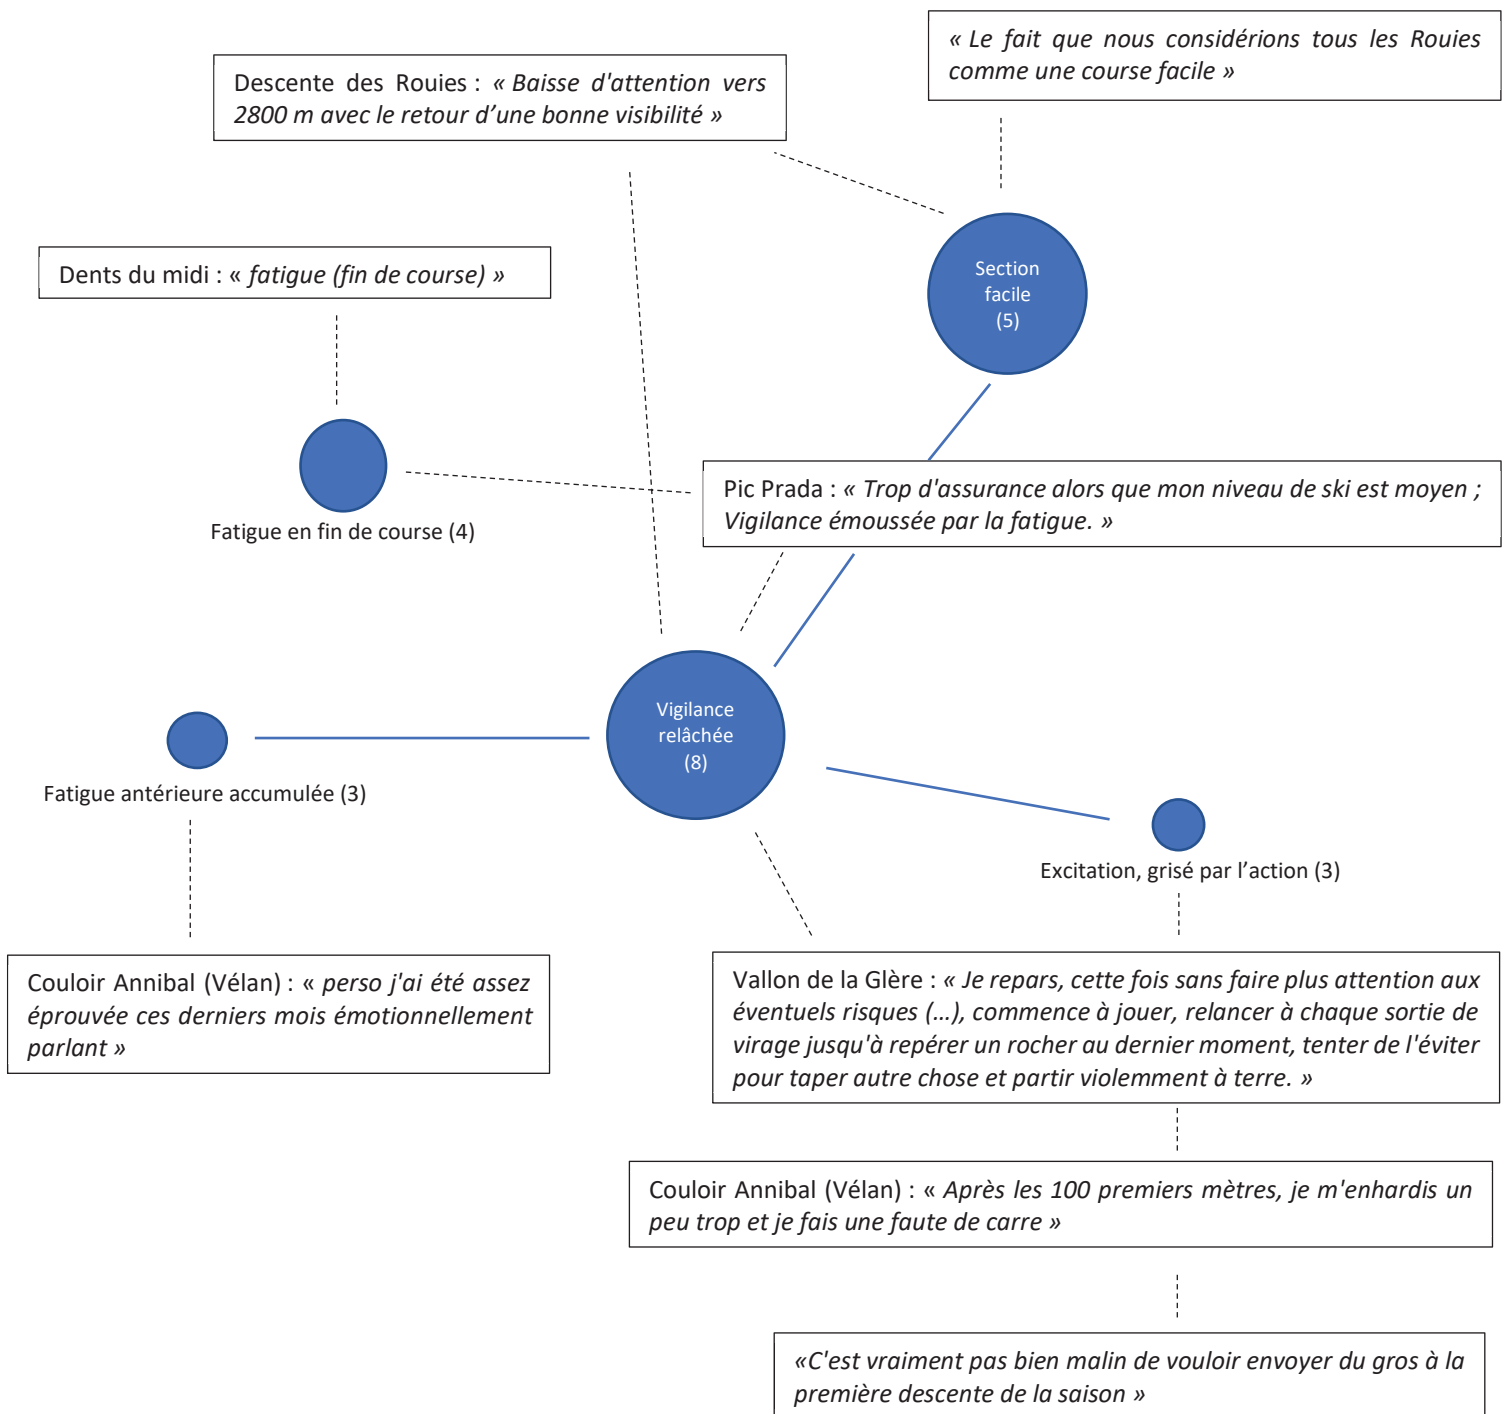 « Le fait que nous considérions tous les Rouies
comme une course facile »
Descente des Rouies : « Baisse d'attention vers
2800 m avec le retour d’une bonne visibilité »
Dents du midi : « fatigue (fin de course) »
Section
facile
(5)
Pic Prada : « Trop d'assurance alors que mon niveau de ski est moyen ;
Vigilance émoussée par la fatigue. »
Fatigue en fin de course (4)
Vigilance
relâchée
(8)
Fatigue antérieure accumulée (3)
Excitation, grisé par l’action (3)
Couloir Annibal (Vélan) : « perso j'ai été assez
éprouvée ces derniers mois émotionnellement
parlant »
Vallon de la Glère : « Je repars, cette fois sans faire plus attention aux
éventuels risques (…), commence à jouer, relancer à chaque sortie de
virage jusqu'à repérer un rocher au dernier moment, tenter de l'éviter
pour taper autre chose et partir violemment à terre. »
Couloir Annibal (Vélan) : « Après les 100 premiers mètres, je m'enhardis un
peu trop et je fais une faute de carre »
«C'est vraiment pas bien malin de vouloir envoyer du gros à la
première descente de la saison »